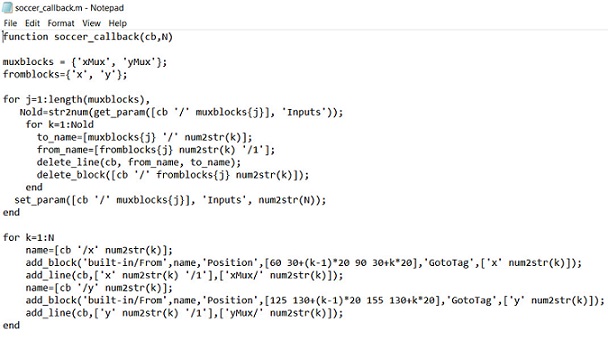 soccer_callback.m - Notepad
File Edit Format View Help
function soccer_callback(cb,N)
muxblocks = {'xMux', 'yMux'};
fromblocks={'x', 'y'};
for j=1:length(muxblocks),
Nold=str2num(get_param([cb '/' muxblocks{j}], 'Inputs'));
for k=1:Nold
to_name=[muxblocks{j} '/' num2str(k)];
from_name=[fromblocks{j} num2str(k) '/1'];
delete_line(cb, from_name, to_name);
delete_block([cb '/' fromblocks{j} num2str(k)]);
end
set_param([cb '/' muxblocks{j}], 'Inputs', num2str(N));
end
for k=1:N
name=[cb '/x' num2str(k)];
add_block('built-in/From',name,'Position',[60 30+(k-1)*20 90 30+k*20],'GotoTag',['x' num2str(k)]);
add_line(cb,['x' num2str(k) '/1'],['xMux/' num2str(k)]);
name=[cb '/y' num2str(k)];
add_block('built-in/From',name,'Position',[125 130+(k-1)*20 155 130+k*20],'GotoTag',['y' num2str(k)]);
add_line(cb,['y' num2str(k) '/1'],['yMux/' num2str(k)]);
end